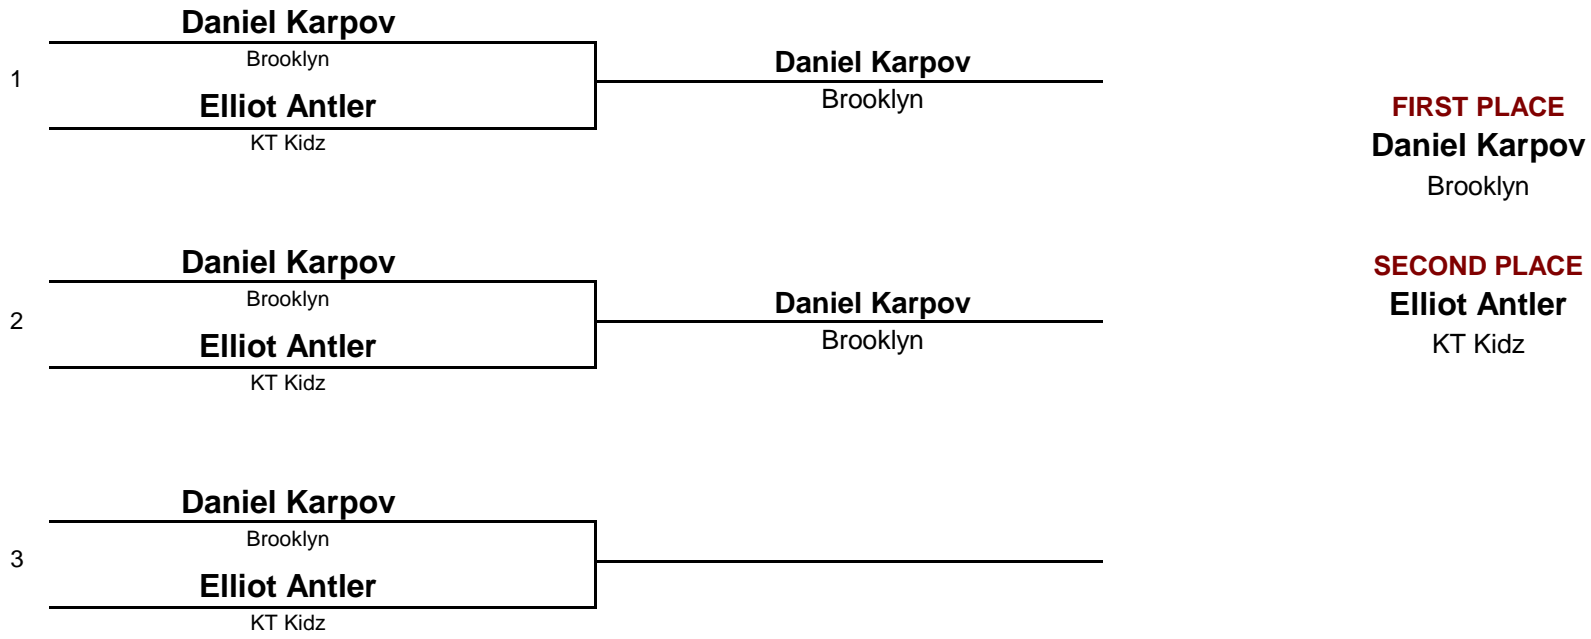 Daniel Karpov
Brooklyn
1
Elliot Antler
KT Kidz
Daniel Karpov
Brooklyn
FIRST PLACE
Daniel Karpov
Brooklyn
Daniel Karpov
Brooklyn
2
Elliot Antler
KT Kidz
Daniel Karpov
Brooklyn
SECOND PLACE
Elliot Antler
KT Kidz
Daniel Karpov
Brooklyn
3
Elliot Antler
KT Kidz